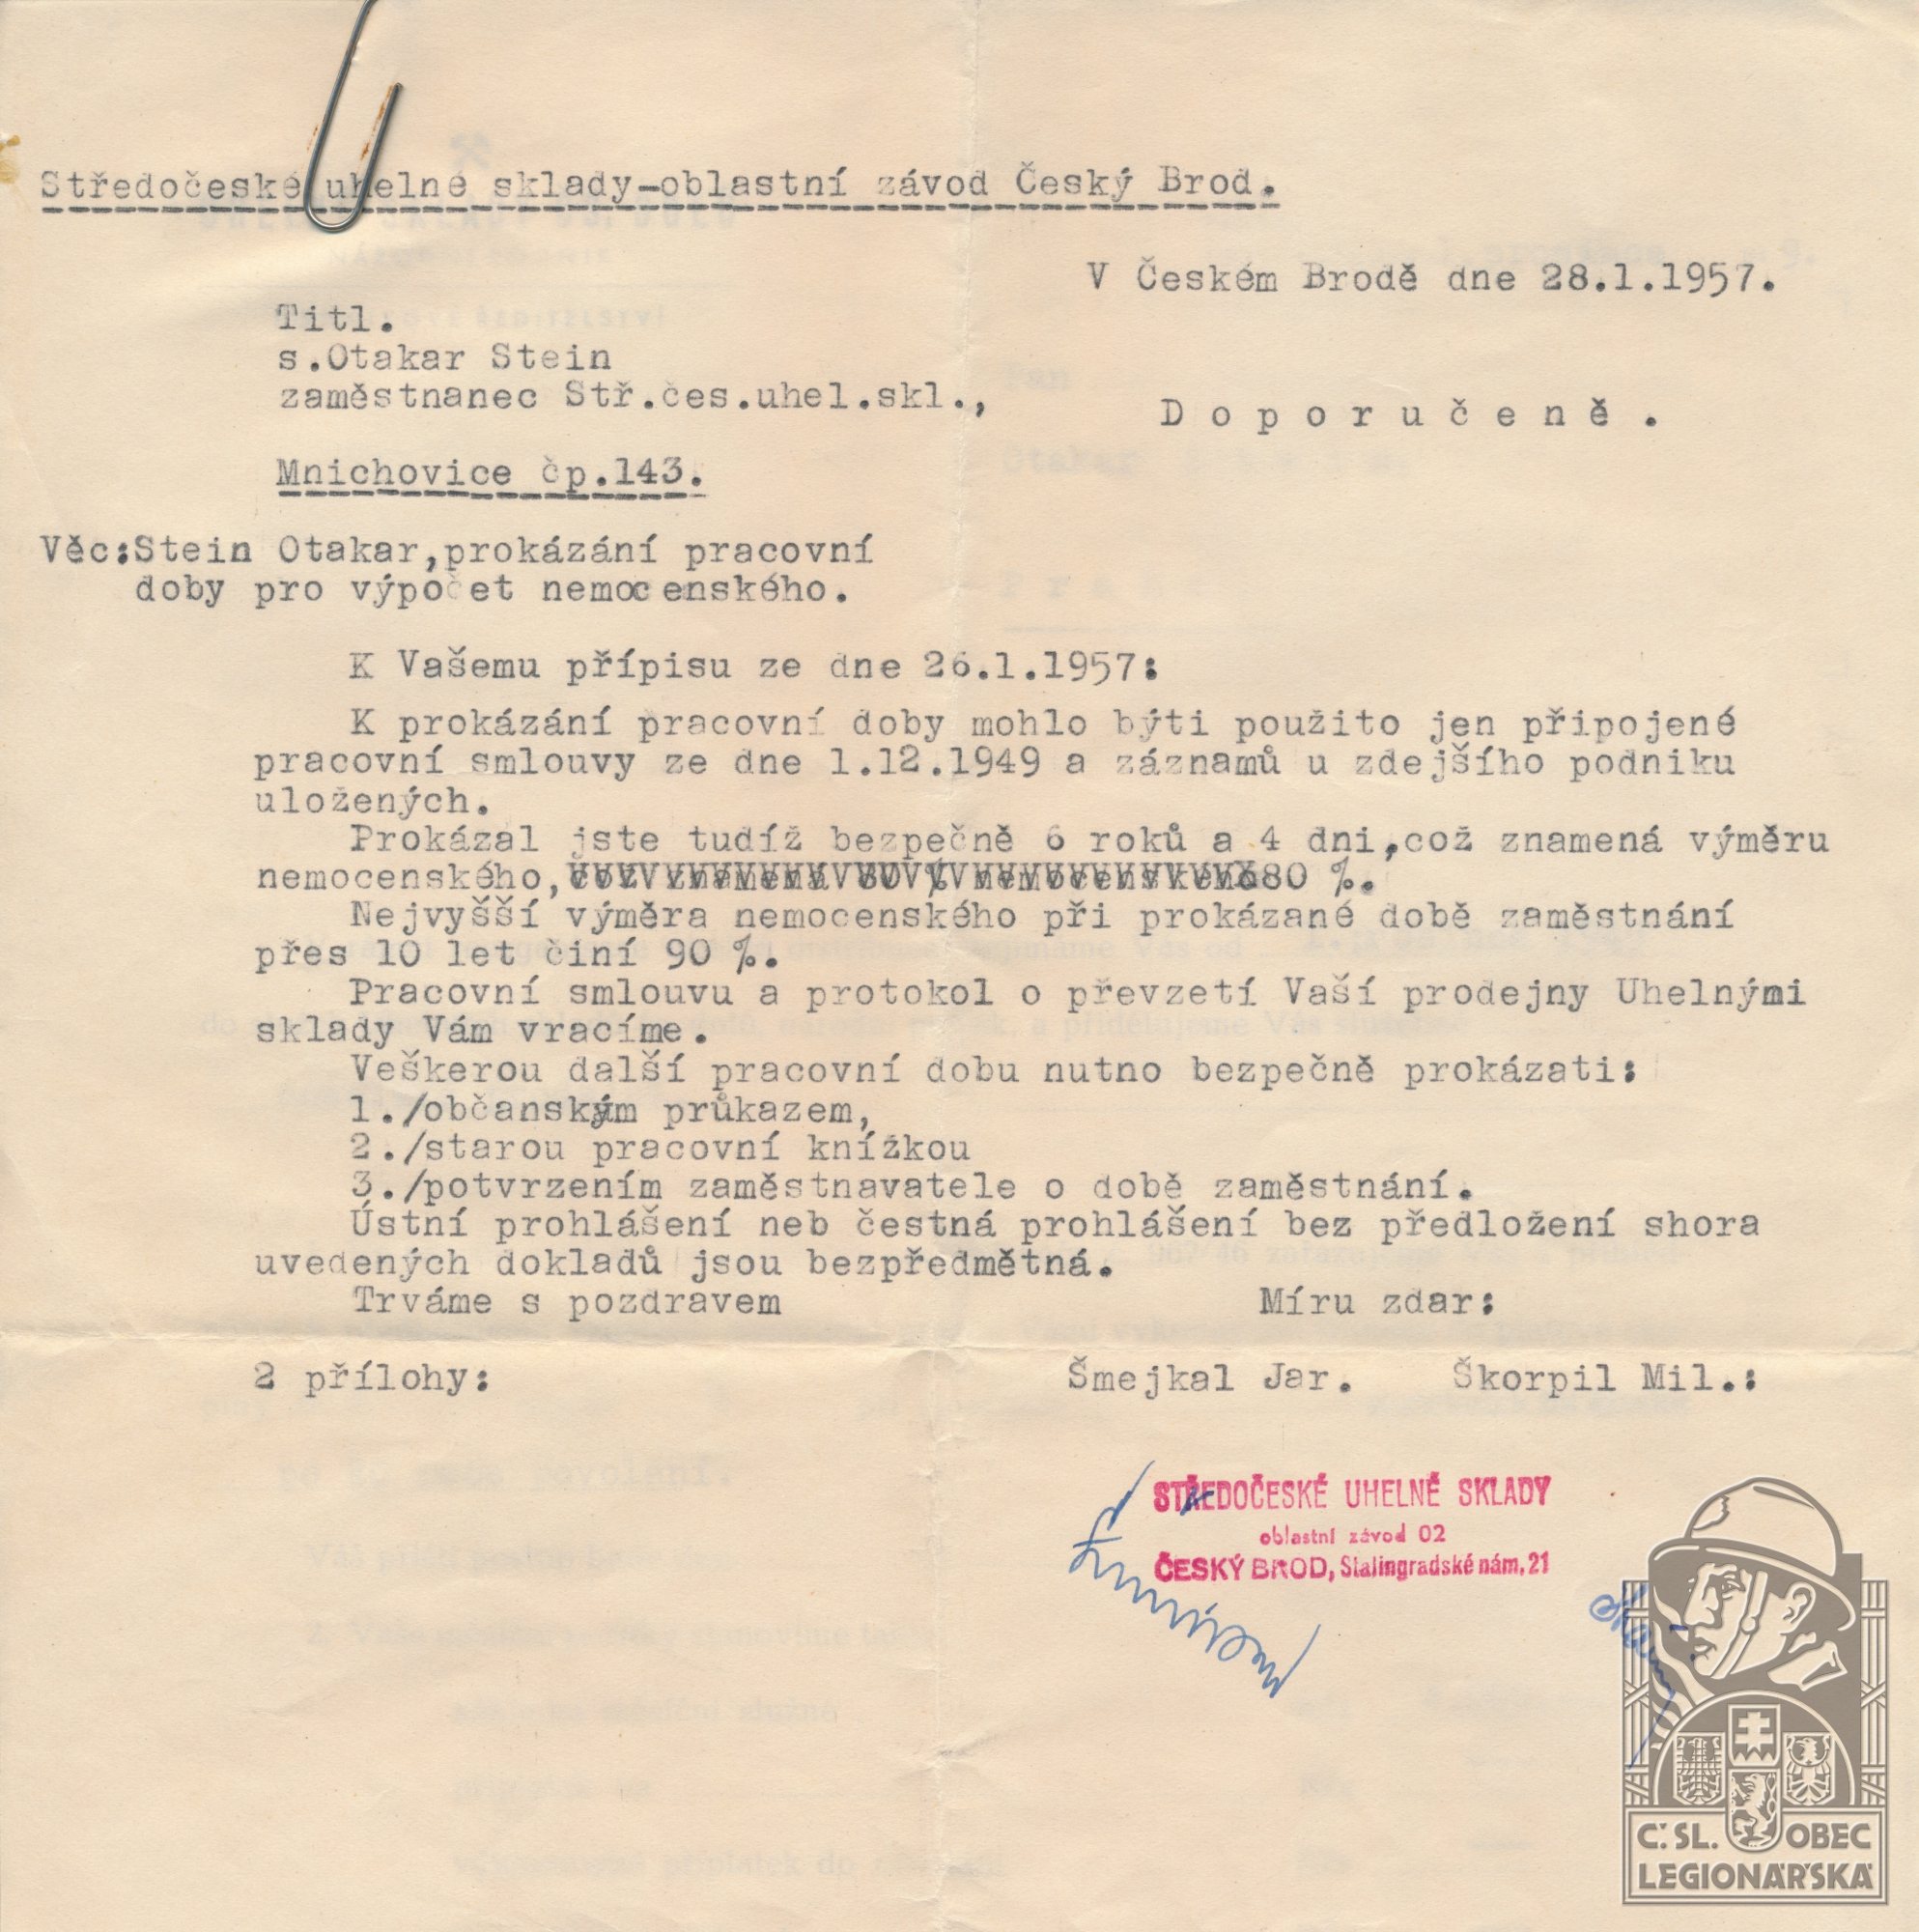 Středočeské uhelné sklady-oblastní závod Český Brod.
V Českém Brodě dne 28.1.1957.
Titl.
s.Otakar Stein
zaměstnanec Stř.čes.uhel.skl.,
Doporučeně.
Mnichovice čp.143.
Věc:Stein Otakar,prokázání pracovní
doby pro výpočet nemocenského.
K Vašemu přípisu ze dne 26.1.1957:
K prokázání pracovní doby mohlo býti použito jen připojené
pracovní smlouvy ze dne 1.12.1949 a záznamů u zdejšího podniku
uložených.
Prokázal jste tudíž bezpečně 6 roků a 4 dni,což znamená výměru
nemocenského, 80 %.
Nejvyšší výměra nemocenského při prokázané době zaměstnání
přes 10 let činí 90 %.
Pracovní smlouvu a protokol o převzetí Vaší prodejny Uhelnými
sklady Vám vracíme.
Veškerou další pracovní dobu nutno bezpečně prokázati:
1./občanským průkazem,
2./starou pracovní knížkou
3./potvrzením zaměstnavatele o době zaměstnání.
Ústní prohlášení neb čestná prohlášení bez předložení shora
uvedených dokladů jsou bezpředmětná.
Trváme s pozdravem Míru zdar:
2 přílohy: Šmejkal Jar. Škorpil Mil.:
STŘEDOČESKÉ UHELNÉ SKLADY
oblastní závod 02
ČESKÝ BROD, Stalingradské nám. 21
Č.SL. OBEC
LEGIONÁŘSKÁ